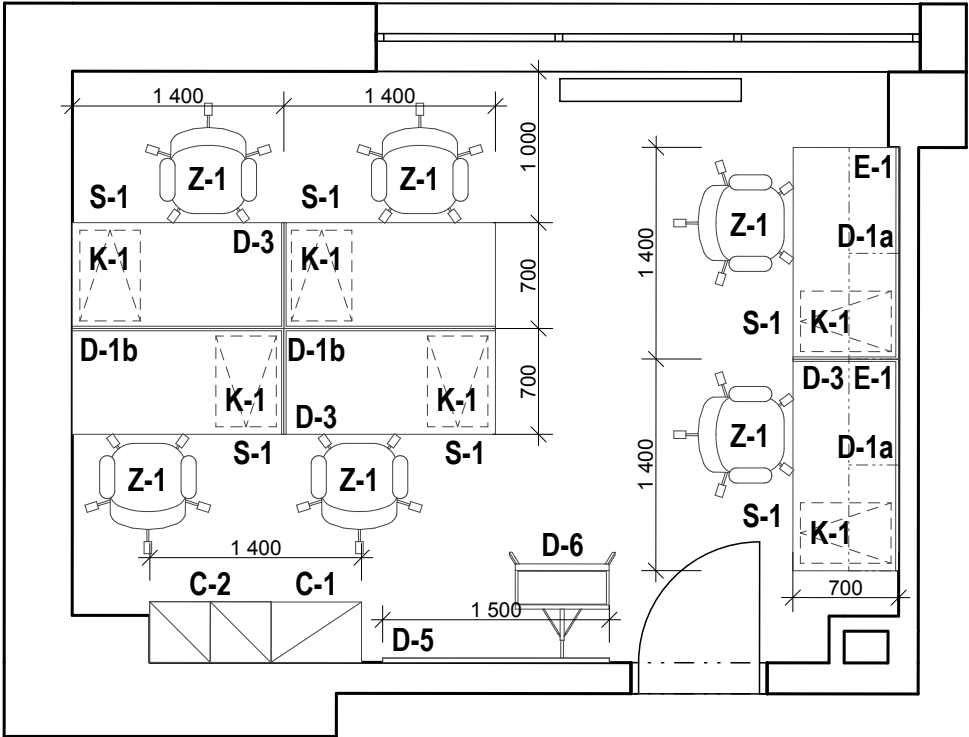 1 400
1 400
1 000
Z-1
Z-1
S-1
S-1
E-1
Z-1
1 400
D-3
D-1a
K-1
K-1
700
S-1
K-1
D-1b
D-1b
700
D-3
E-1
K-1
K-1
D-3
Z-1
D-1a
1 400
S-1
S-1
Z-1
Z-1
S-1
K-1
1 400
D-6
C-2
C-1
700
1 500
D-5